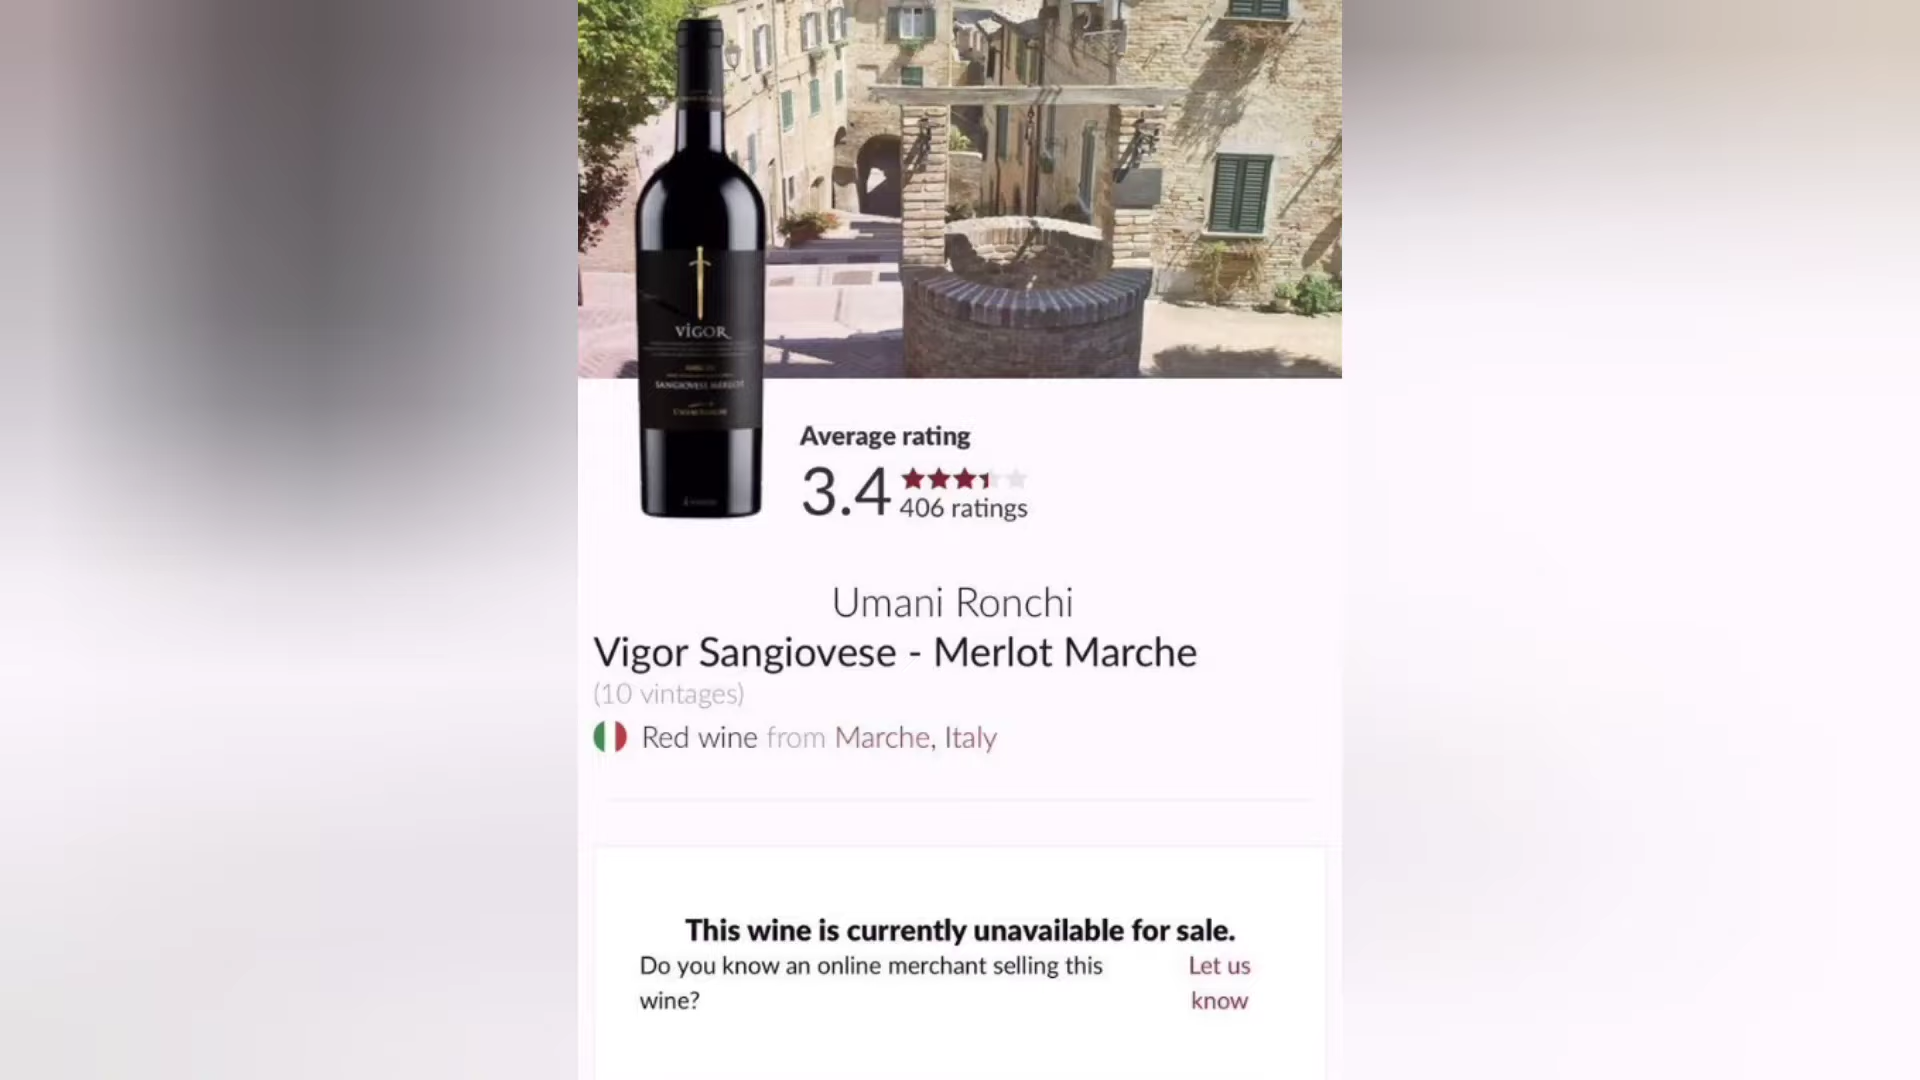 VIGOR
SANGIOVESE MERLOT
Average rating
3.4
406 ratings
Umani Ronchi
Vigor Sangiovese - Merlot Marche
(10 vintages)
Red wine from Marche, Italy
This wine is currently unavailable for sale.
Do you know an online merchant selling this
wine?
Let us
know